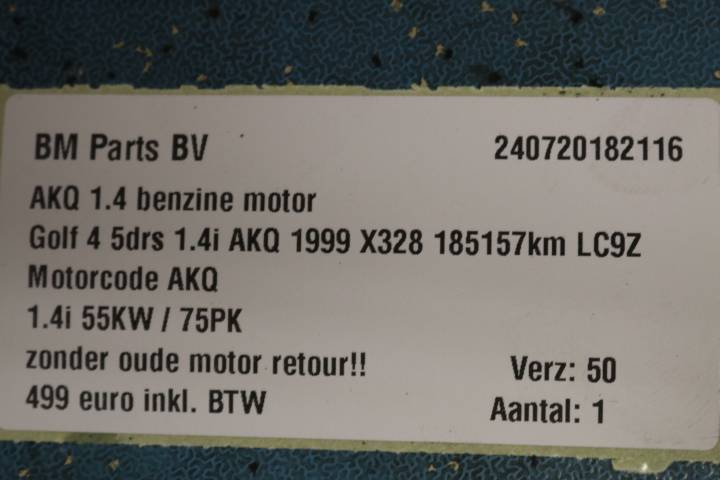 BM Parts BV 240720182116
AKQ 1.4 benzine motor
Golf 4 5drs 1.4i AKQ 1999 X328 185157km LC9Z
Motorcode AKQ
1.4i 55KW / 75PK
zonder oude motor retour!! Verz: 50
499 euro inkl. BTW Aantal: 1